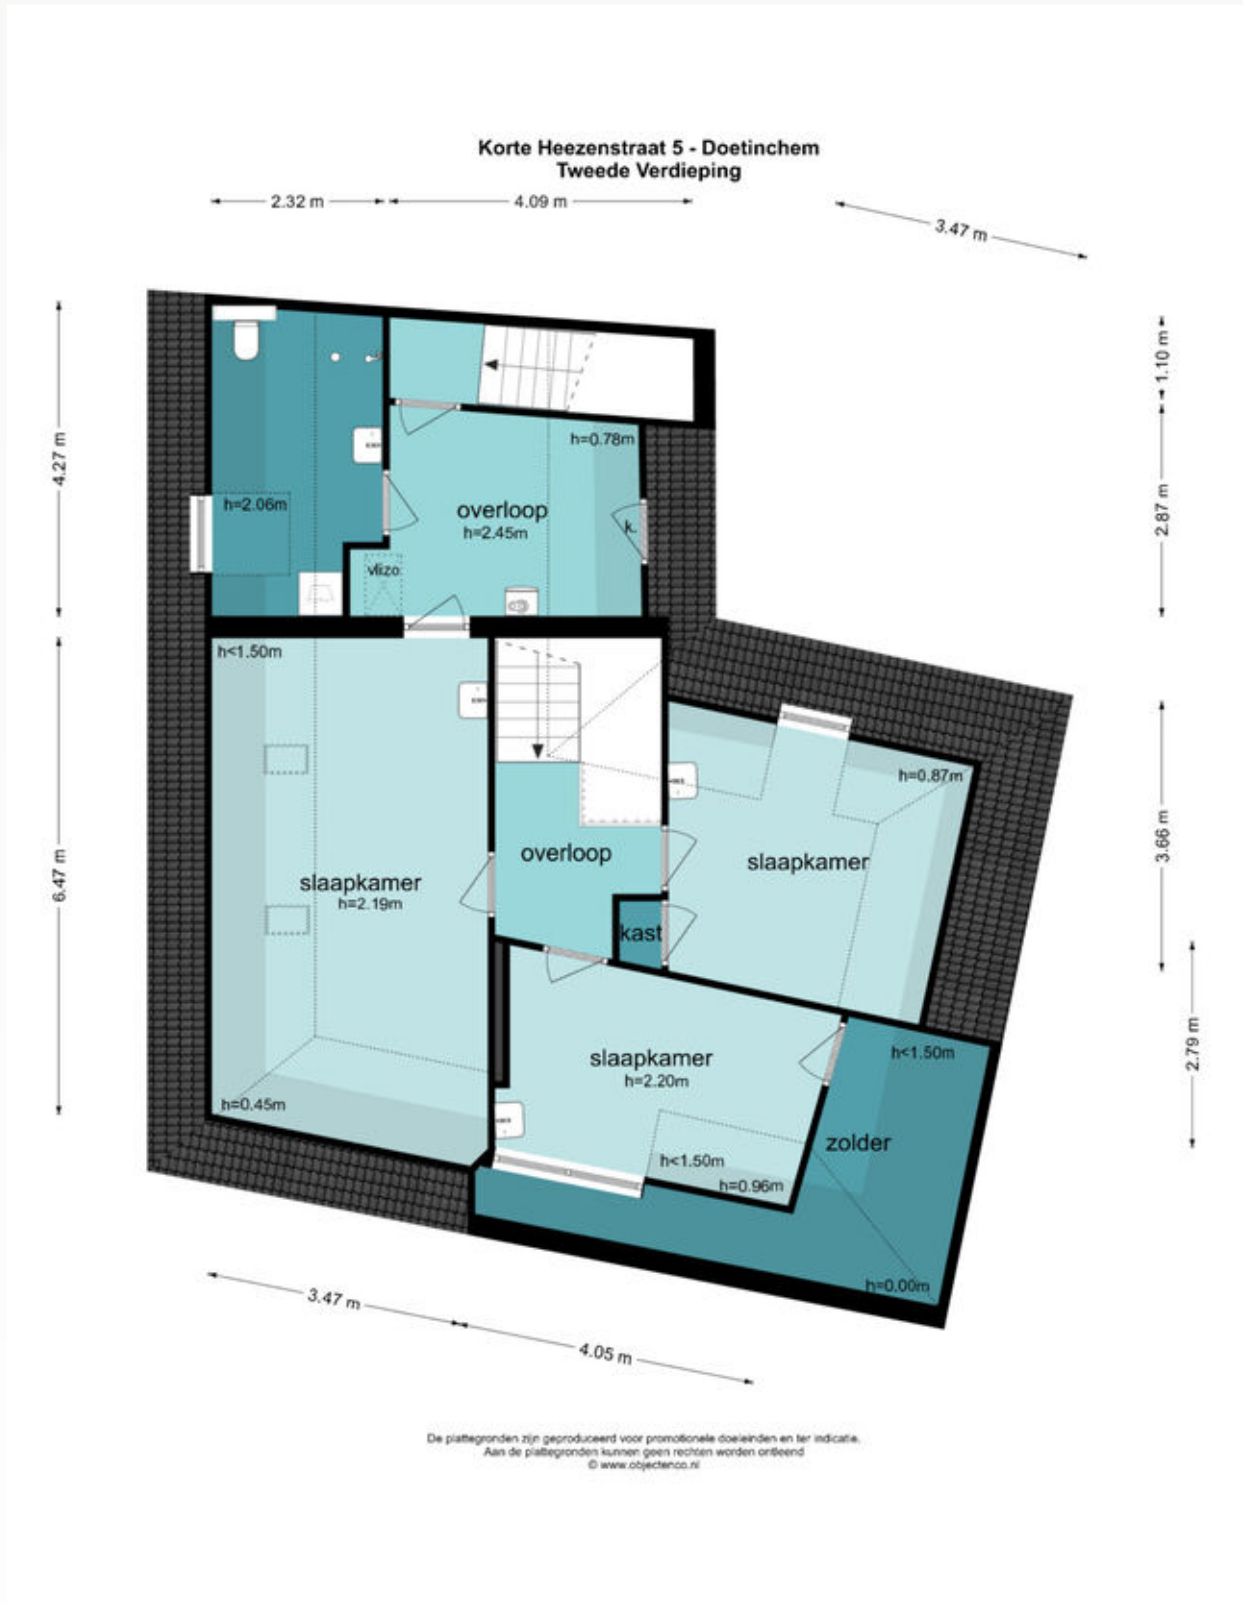 Korte Heezenstraat 5 - Doetinchem
Tweede Verdieping
2.32 m
4.09 m
3.47 m
1.10 m
4.27 m
2.87 m
h=0.78m
h=2.06m
overloop
h=2.45m
k.
vlizo
h<1.50m
h=0.87m
3.66 m
6.47 m
overloop
slaapkamer
slaapkamer
h=2.19m
kast
2.79 m
slaapkamer
h=2.20m
h<1.50m
h=0.45m
zolder
h<1.50m
h=0.96m
h=0.00m
3.47 m
4.05 m
De plattegronden zijn geproduceerd voor promotionele doeleinden en ter indicatie.
Aan de plattegronden kunnen geen rechten worden ontleend
© www.objectenco.nl